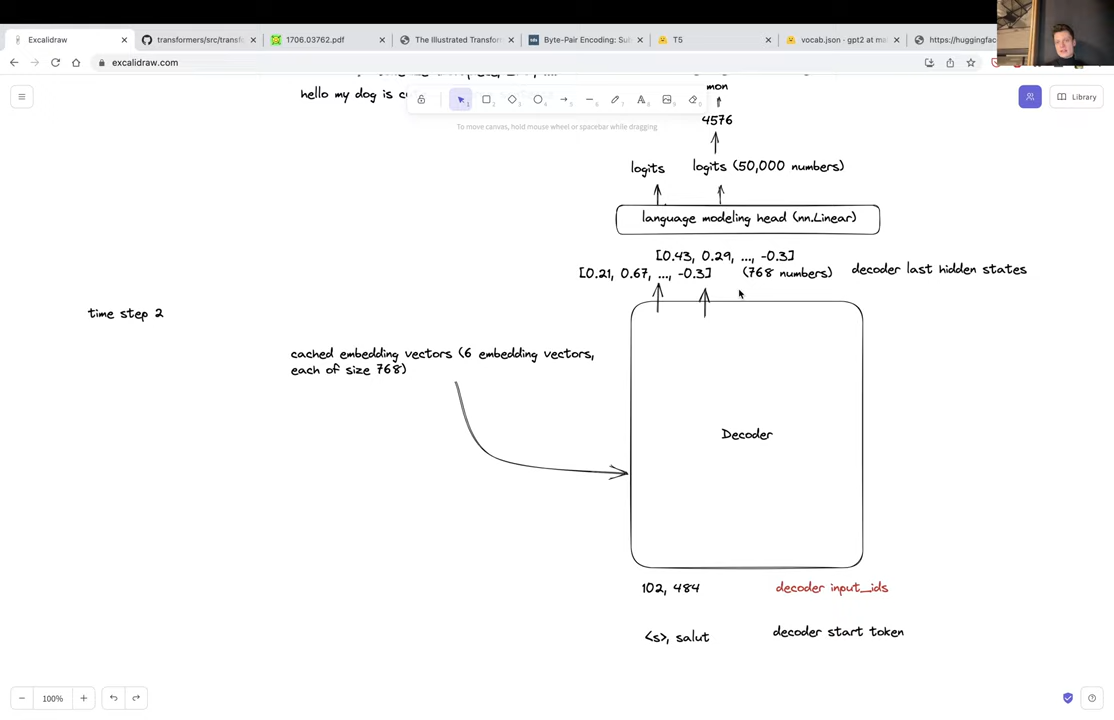 Excalidraw
transformers/src/transfo
1706.03762.pdf
The Illustrated Transform
Byte-Pair Encoding: Sub
T5
vocab.json · gpt2 at ma
https://huggingfac
excalidraw.com
hello my dog is c
To move canvas, hold mouse wheel or spacebar while dragging
Library
mon
4576
logits
logits (50,000 numbers)
language modeling head (nn.Linear)
[0.43, 0.29, ..., -0.3]
[0.21, 0.67, ..., -0.3]
(768 numbers)
decoder last hidden states
time step 2
cached embedding vectors (6 embedding vectors,
each of size 768)
Decoder
102, 484
decoder input_ids
<s>, salut
decoder start token
100%